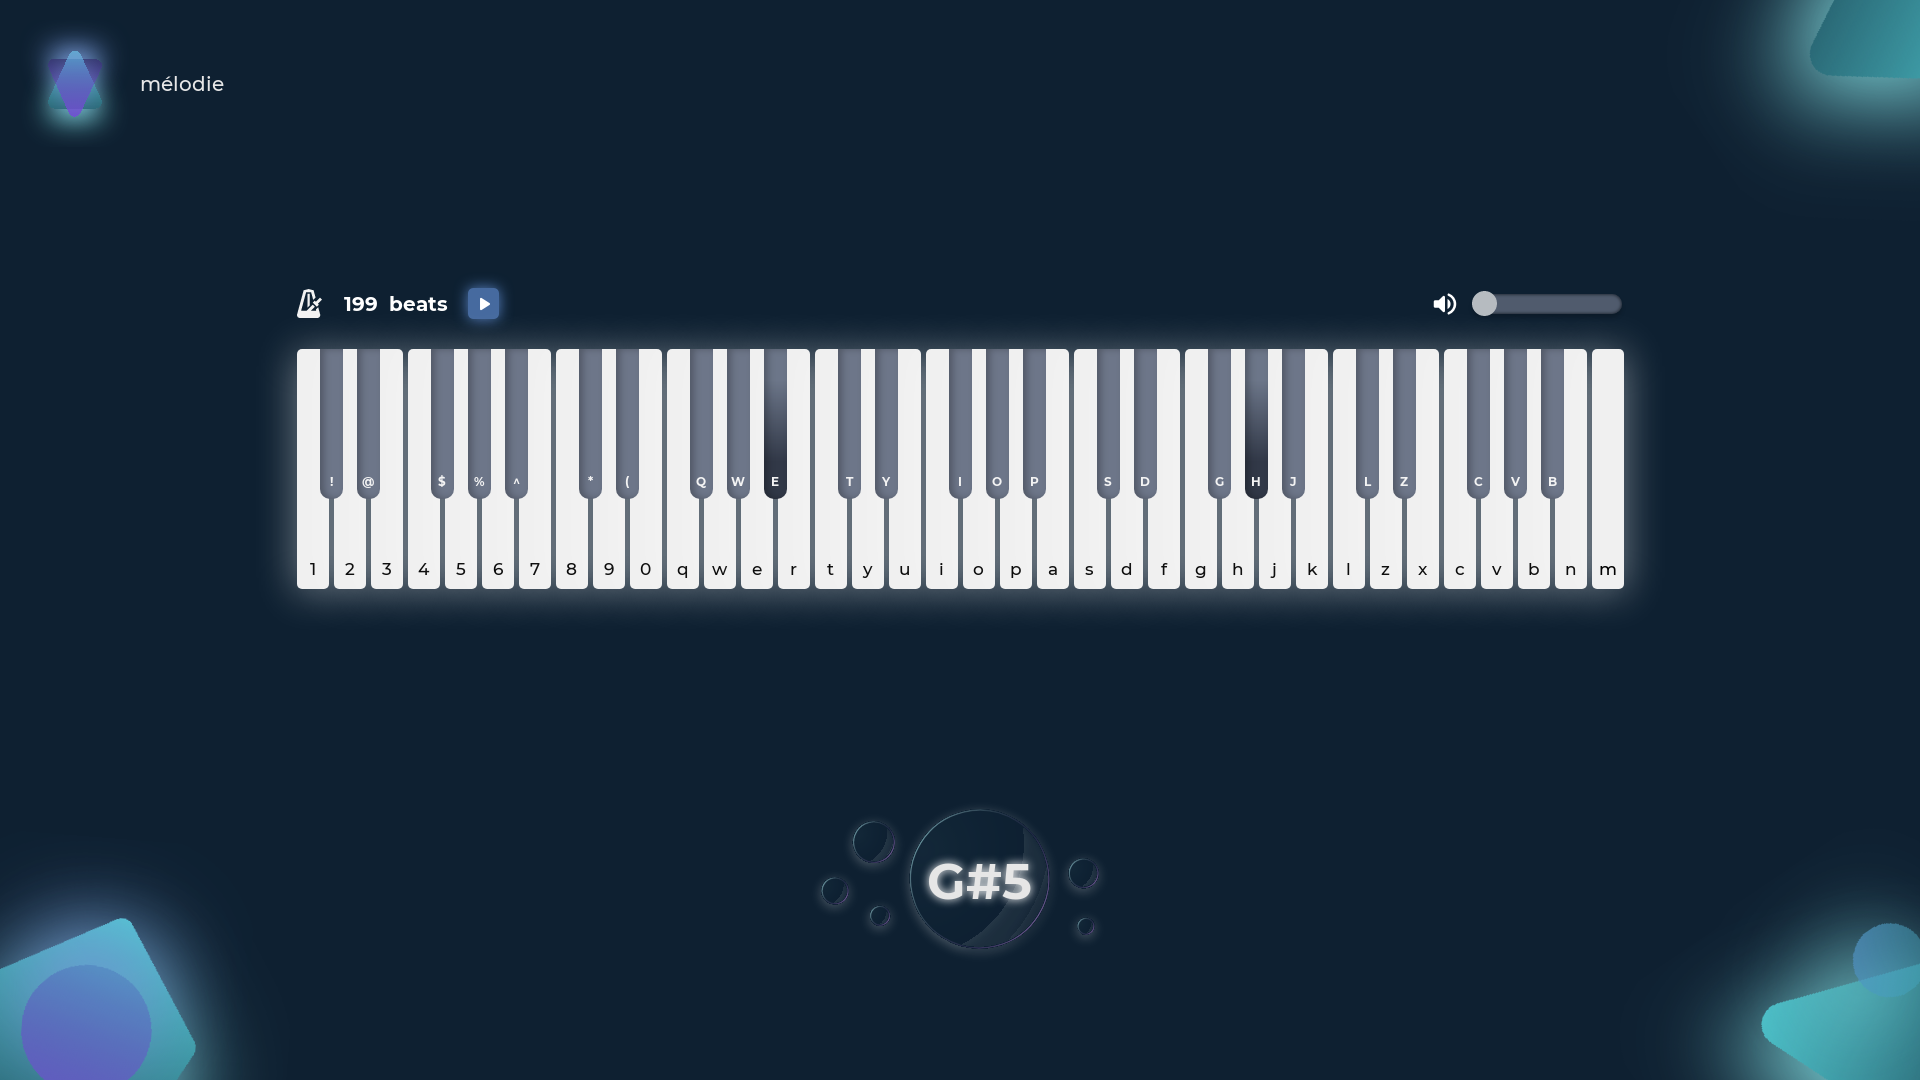 mélodie
199 beats
! @ $ % ^ * ( Q W E T Y I O P S D G H J L Z C V B
1 2 3 4 5 6 7 8 9 0 q w e r t y u i o p a s d f g h j k l z x c v b n m
G#5